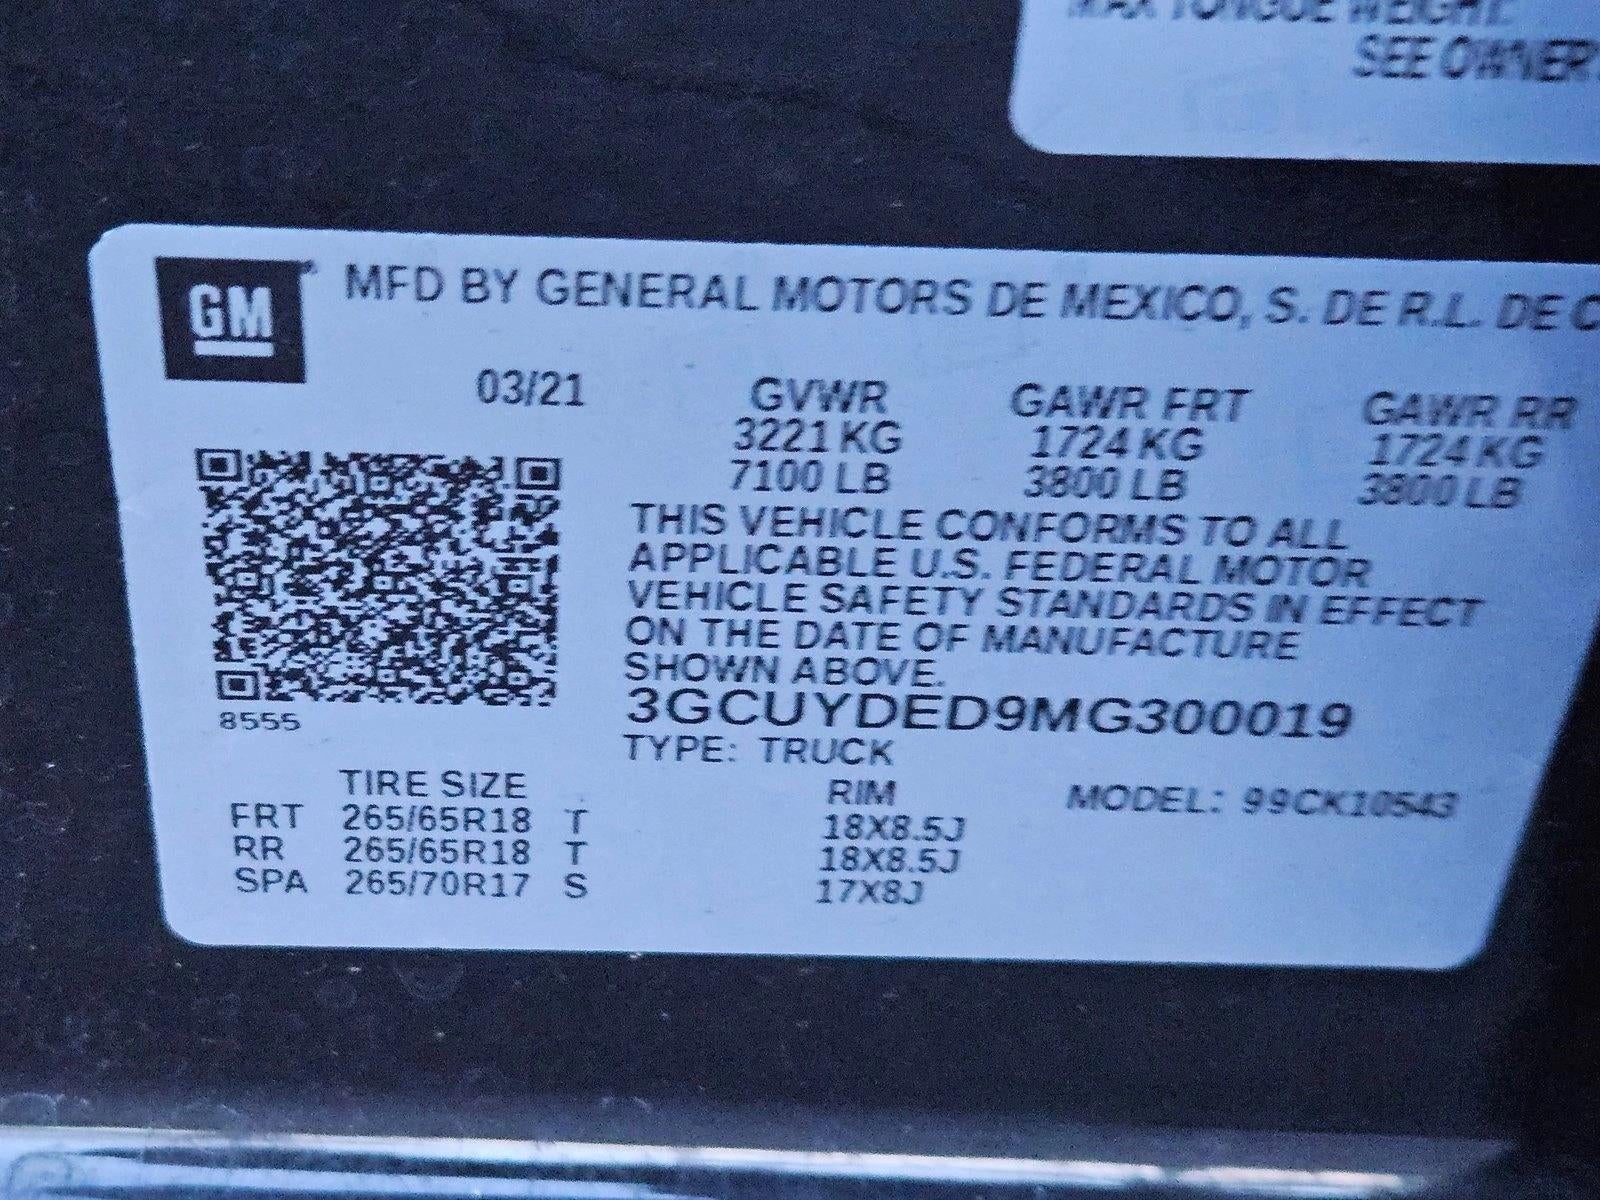 MAX TONGUE WEIGHT:
SEE OWNER'
GM
MFD BY GENERAL MOTORS DE MEXICO, S. DE R.L. DE C
03/21 GVWR GAWR FRT GAWR RR
3221 KG 1724 KG 1724 KG
7100 LB 3800 LB 3800 LB
THIS VEHICLE CONFORMS TO ALL
APPLICABLE U.S. FEDERAL MOTOR
VEHICLE SAFETY STANDARDS IN EFFECT
ON THE DATE OF MANUFACTURE
SHOWN ABOVE.
3GCUYDED9MG300019
8555
TYPE: TRUCK
TIRE SIZE RIM MODEL: 99CK10543
FRT 265/65R18 T 18X8.5J
RR 265/65R18 T 18X8.5J
SPA 265/70R17 S 17X8J